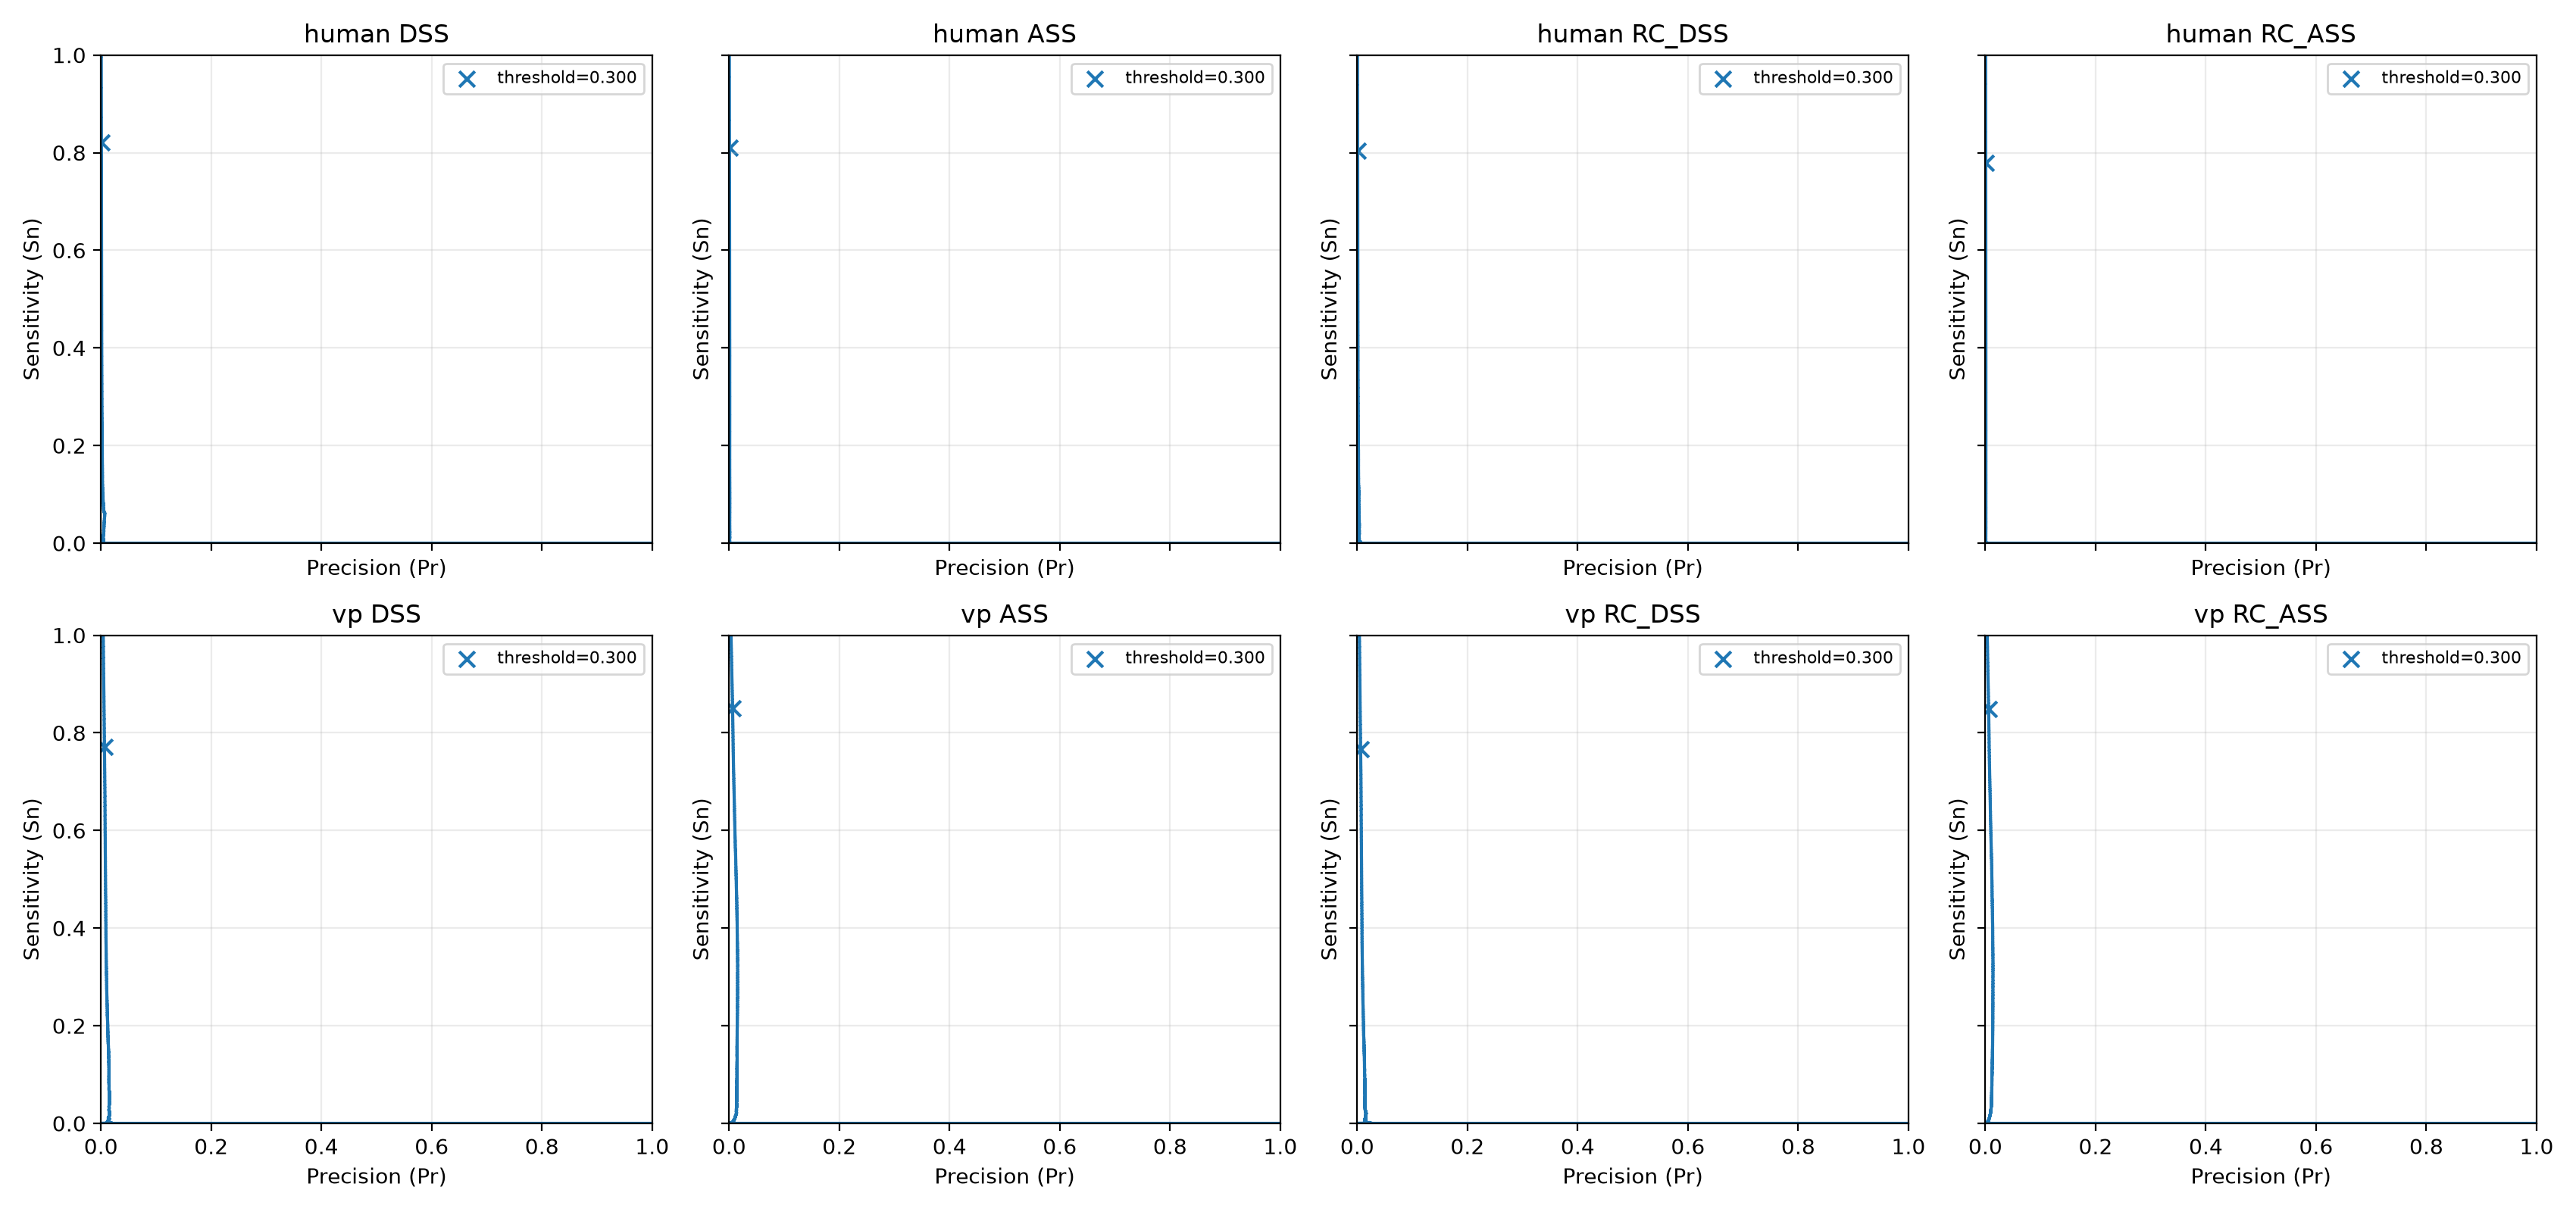 human DSS
human ASS
human RC_DSS
human RC_ASS
1.0
0.8
0.6
0.4
0.2
0.0
Sensitivity (Sn)
threshold=0.300
Precision (Pr)
Sensitivity (Sn)
threshold=0.300
Precision (Pr)
Sensitivity (Sn)
threshold=0.300
Precision (Pr)
Sensitivity (Sn)
threshold=0.300
Precision (Pr)
vp DSS
vp ASS
vp RC_DSS
vp RC_ASS
1.0
0.8
0.6
0.4
0.2
0.0
Sensitivity (Sn)
threshold=0.300
0.0 0.2 0.4 0.6 0.8 1.0
Precision (Pr)
Sensitivity (Sn)
threshold=0.300
0.0 0.2 0.4 0.6 0.8 1.0
Precision (Pr)
Sensitivity (Sn)
threshold=0.300
0.0 0.2 0.4 0.6 0.8 1.0
Precision (Pr)
Sensitivity (Sn)
threshold=0.300
0.0 0.2 0.4 0.6 0.8 1.0
Precision (Pr)